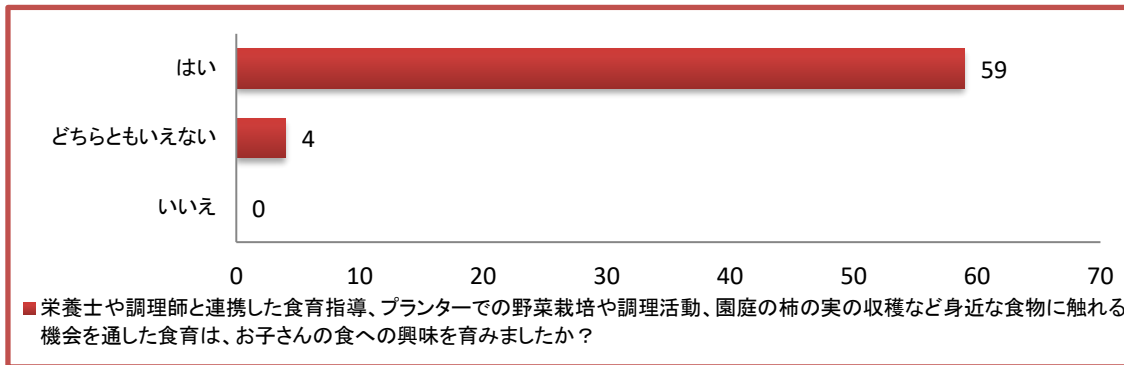 はい
59
どちらともいえない
4
いいえ
0
0 10 20 30 40 50 60 70
栄養士や調理師と連携した食育指導、プランターでの野菜栽培や調理活動、園庭の柿の実の収穫など身近な食物に触れる
機会を通した食育は、お子さんの食への興味を育みましたか？